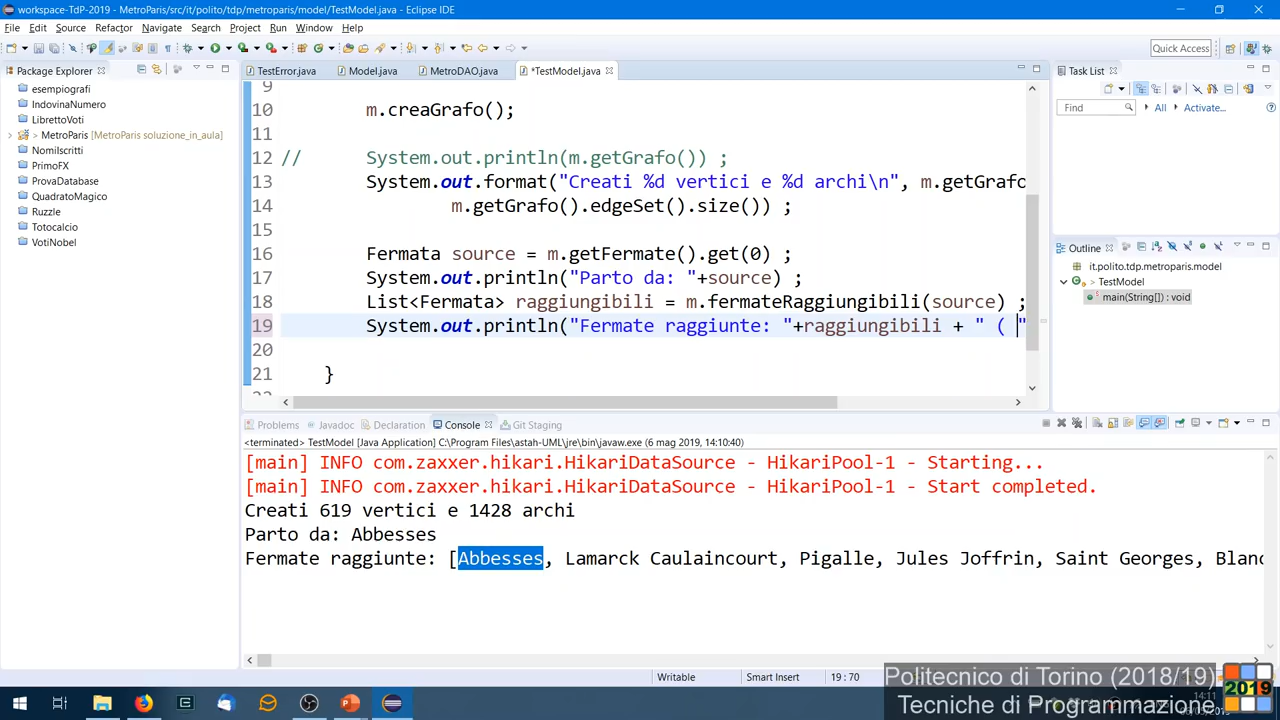 workspace-TdP-2019 - MetroParis/src/it/polito/tdp/metroparis/model/TestModel.java - Eclipse IDE
File Edit Source Refactor Navigate Search Project Run Window Help
Quick Access
Package Explorer
esempiografi
IndovinaNumero
LibrettoVoti
> MetroParis [MetroParis soluzione_in_aula]
NomiIscritti
PrimoFX
ProvaDatabase
QuadratoMagico
Ruzzle
Totocalcio
VotiNobel
TestError.java Model.java MetroDAO.java *TestModel.java
9
10 m.creaGrafo();
11
12 // System.out.println(m.getGrafo()) ;
13 System.out.format("Creati %d vertici e %d archi\n", m.getGrafo
14 m.getGrafo().edgeSet().size()) ;
15
16 Fermata source = m.getFermate().get(0) ;
17 System.out.println("Parto da: "+source) ;
18 List<Fermata> raggiungibili = m.fermateRaggiungibili(source) ;
19 System.out.println("Fermate raggiunte: "+raggiungibili + " ( "
20
21 }
Task List
Find All Activate...
Outline
it.polito.tdp.metroparis.model
TestModel
main(String[]) : void
Problems Javadoc Declaration Console Git Staging
<terminated> TestModel [Java Application] C:\Program Files\astah-UML\jre\bin\javaw.exe (6 mag 2019, 14:10:40)
[main] INFO com.zaxxer.hikari.HikariDataSource - HikariPool-1 - Starting...
[main] INFO com.zaxxer.hikari.HikariDataSource - HikariPool-1 - Start completed.
Creati 619 vertici e 1428 archi
Parto da: Abbesses
Fermate raggiunte: [Abbesses, Lamarck Caulaincourt, Pigalle, Jules Joffrin, Saint Georges, Blanc
Writable Smart Insert 19 : 70
Politecnico di Torino (2018/19)
Tecniche di Programmazione
2019
14:11